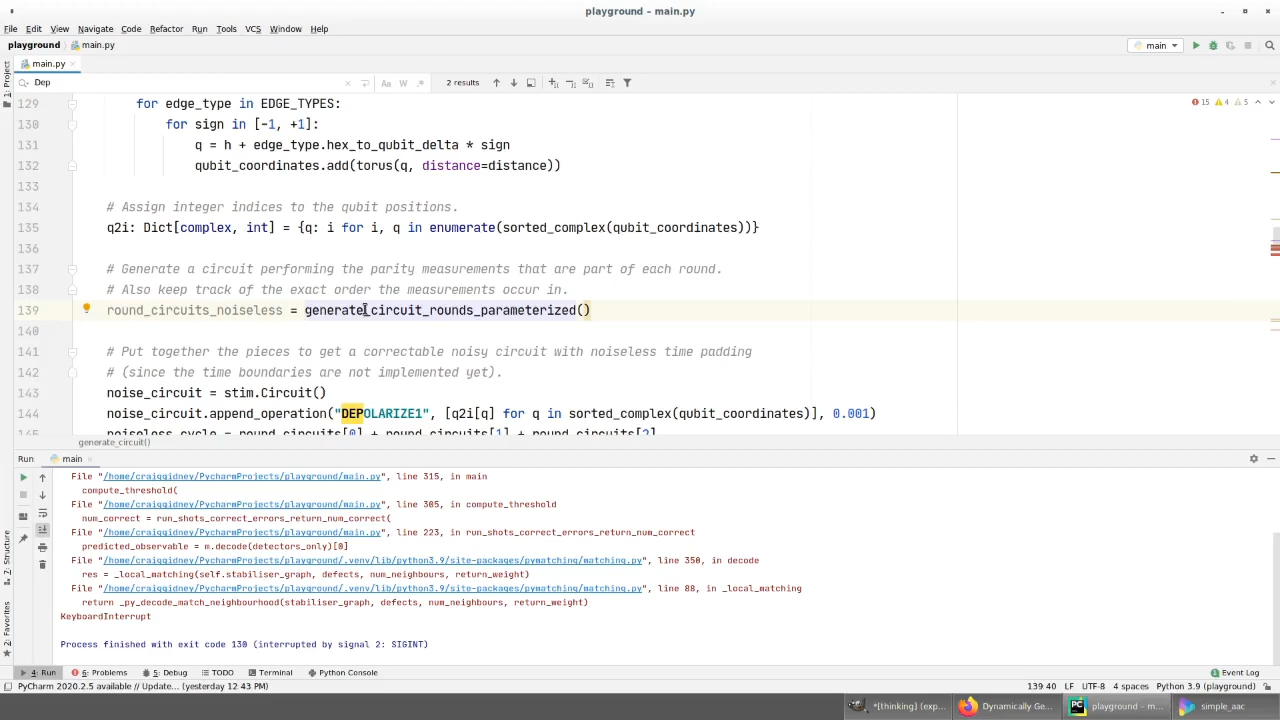 playground – main.py
File Edit View Navigate Code Refactor Run Tools VCS Window Help
playground main.py main
main.py
Dep Aa W .* 2 results
129 for edge_type in EDGE_TYPES: 15 4 5
130 for sign in [-1, +1]:
131 q = h + edge_type.hex_to_qubit_delta * sign
132 qubit_coordinates.add(torus(q, distance=distance))
133
134 # Assign integer indices to the qubit positions.
135 q2i: Dict[complex, int] = {q: i for i, q in enumerate(sorted_complex(qubit_coordinates))}
136
137 # Generate a circuit performing the parity measurements that are part of each round.
138 # Also keep track of the exact order the measurements occur in.
139 round_circuits_noiseless = generate_circuit_rounds_parameterized()
140
141 # Put together the pieces to get a correctable noisy circuit with noiseless time padding
142 # (since the time boundaries are not implemented yet).
143 noise_circuit = stim.Circuit()
144 noise_circuit.append_operation("DEPOLARIZE1", [q2i[q] for q in sorted_complex(qubit_coordinates)], 0.001)
145 noiseless_cycle = round_circuits[0] + round_circuits[1] + round_circuits[2]
generate_circuit()
Run: main
File "/home/craiggidney/PycharmProjects/playground/main.py", line 315, in main
compute_threshold(
File "/home/craiggidney/PycharmProjects/playground/main.py", line 305, in compute_threshold
num_correct = run_shots_correct_errors_return_num_correct(
File "/home/craiggidney/PycharmProjects/playground/main.py", line 223, in run_shots_correct_errors_return_num_correct
predicted_observable = m.decode(detectors_only)[0]
File "/home/craiggidney/PycharmProjects/playground/.venv/lib/python3.9/site-packages/pymatching/matching.py", line 350, in decode
res = _local_matching(self.stabiliser_graph, defects, num_neighbours, return_weight)
File "/home/craiggidney/PycharmProjects/playground/.venv/lib/python3.9/site-packages/pymatching/matching.py", line 88, in _local_matching
return _py_decode_match_neighbourhood(stabiliser_graph, defects, num_neighbours, return_weight)
KeyboardInterrupt
Process finished with exit code 130 (interrupted by signal 2: SIGINT)
1: Project
7: Structure
2: Favorites
4: Run 6: Problems 5: Debug TODO Terminal Python Console Event Log
PyCharm 2020.2.5 available // Update... (yesterday 12:43 PM) 139:40 LF UTF-8 4 spaces Python 3.9 (playground)
*[thinking] (exp... Dynamically Ge... playground – m... simple_aac